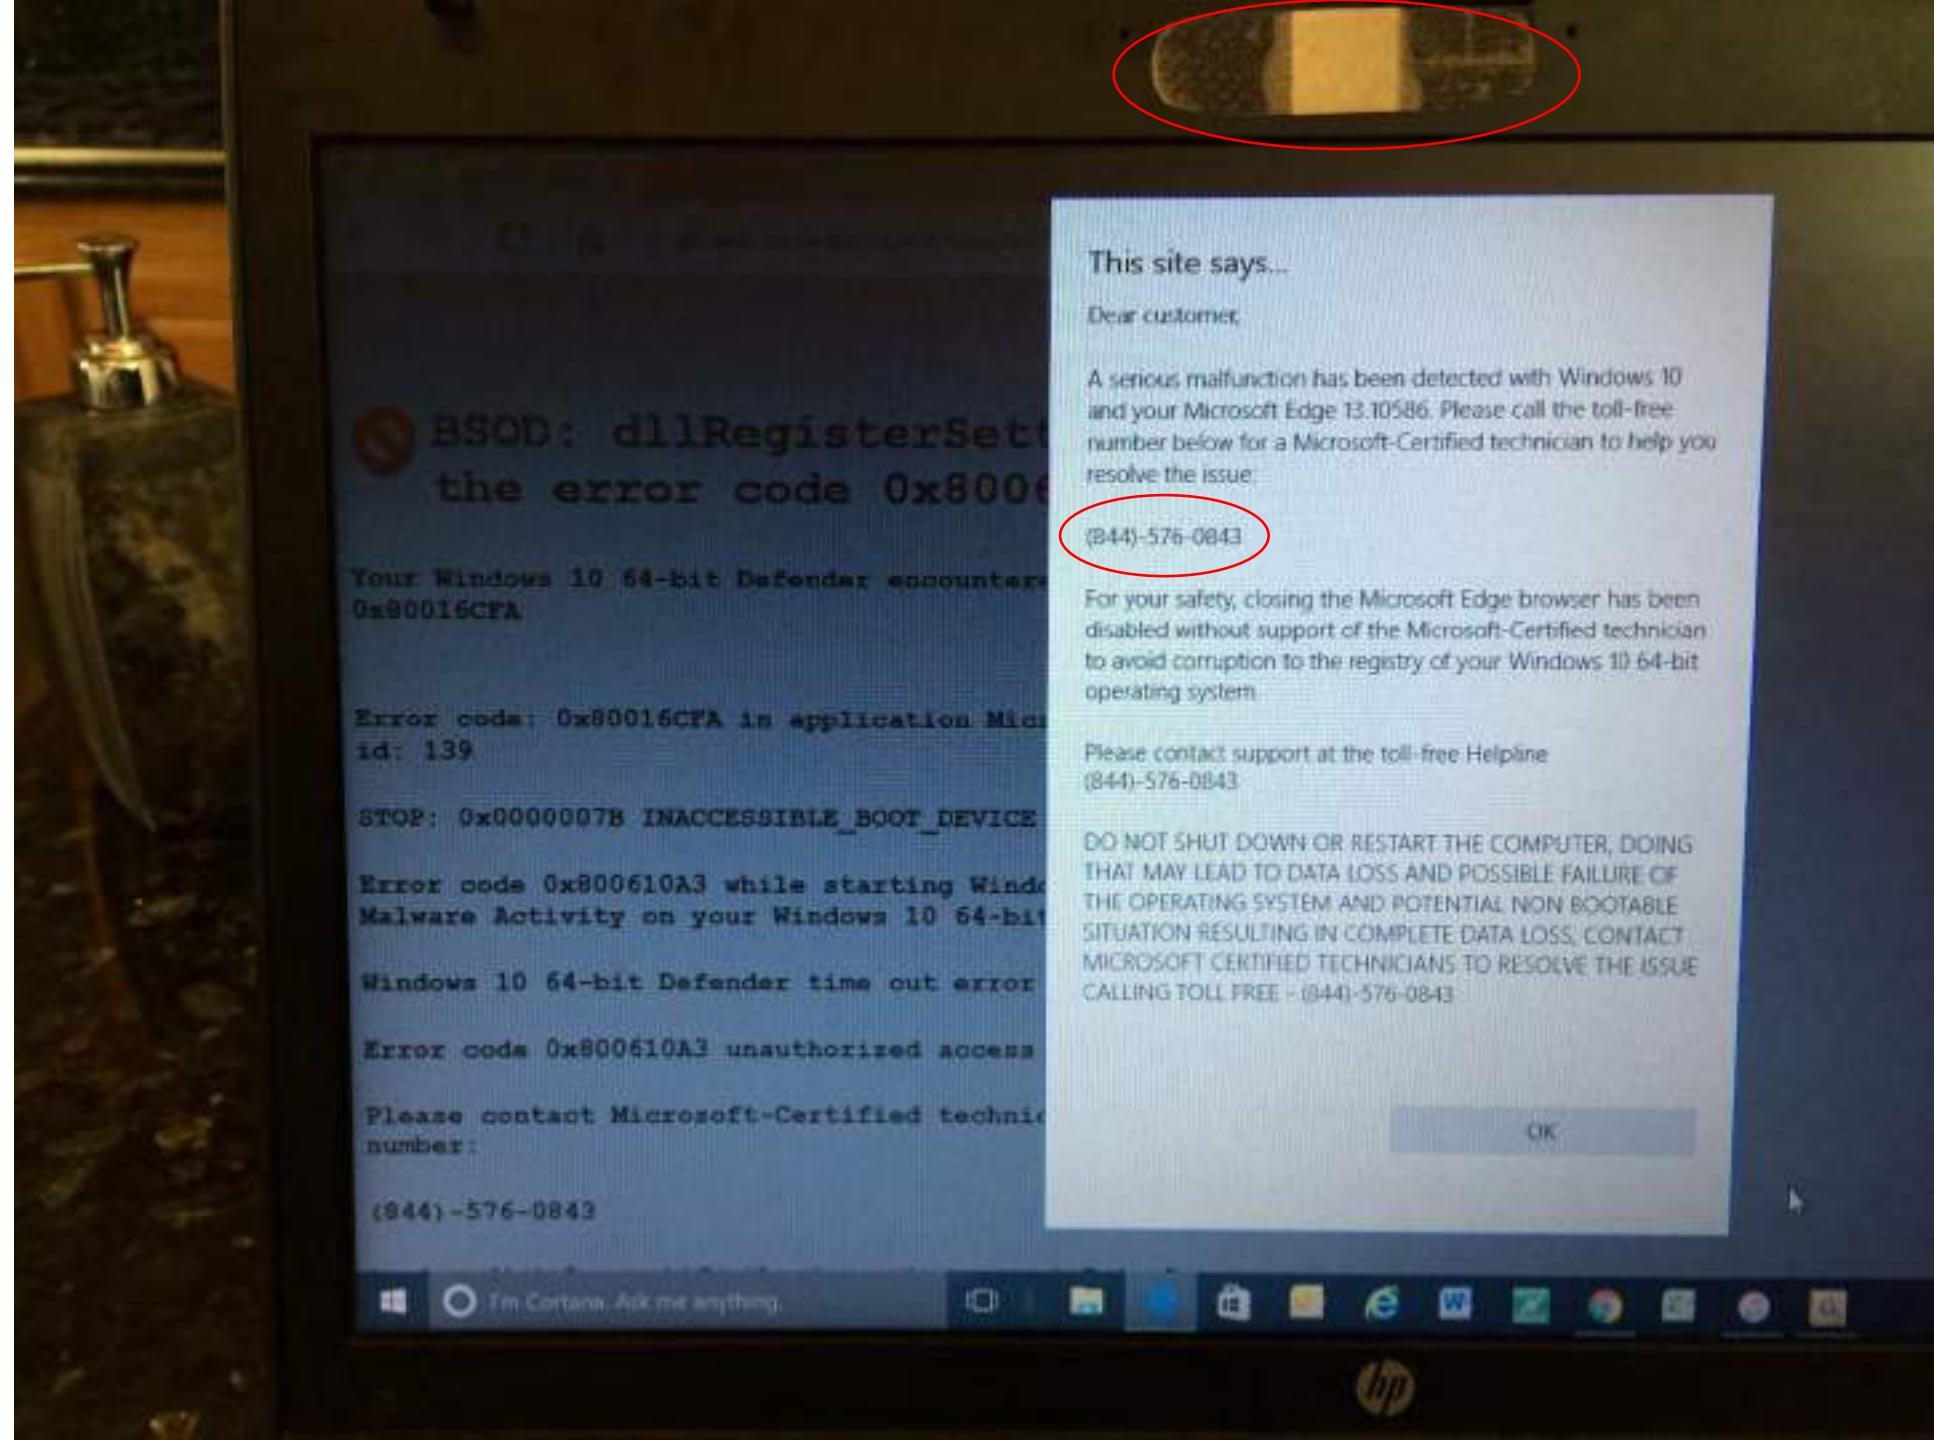 This site says...
Dear customer,
A serious malfunction has been detected with Windows 10
and your Microsoft Edge 13.10586. Please call the toll-free
number below for a Microsoft-Certified technician to help you
resolve the issue:
(844)-576-0843
For your safety, closing the Microsoft Edge browser has been
disabled without support of the Microsoft-Certified technician
to avoid corruption to the registry of your Windows 10 64-bit
operating system.
Please contact support at the toll-free Helpline
(844)-576-0843
DO NOT SHUT DOWN OR RESTART THE COMPUTER, DOING
THAT MAY LEAD TO DATA LOSS AND POSSIBLE FAILURE OF
THE OPERATING SYSTEM AND POTENTIAL NON BOOTABLE
SITUATION RESULTING IN COMPLETE DATA LOSS, CONTACT
MICROSOFT CERTIFIED TECHNICIANS TO RESOLVE THE ISSUE
CALLING TOLL FREE - (844)-576-0843
OK
BSOD: dllRegisterSett
the error code 0x800
Your Windows 10 64-bit Defender encounter
0x80016CFA
Error code: 0x80016CFA in application Mic
id: 139
STOP: 0x0000007B INACCESSIBLE_BOOT_DEVICE
Error code 0x800610A3 while starting Wind
Malware Activity on your Windows 10 64-bit
Windows 10 64-bit Defender time out error
Error code 0x800610A3 unauthorized access
Please contact Microsoft-Certified technic
number:
(844)-576-0843
I'm Cortana. Ask me anything.
hp